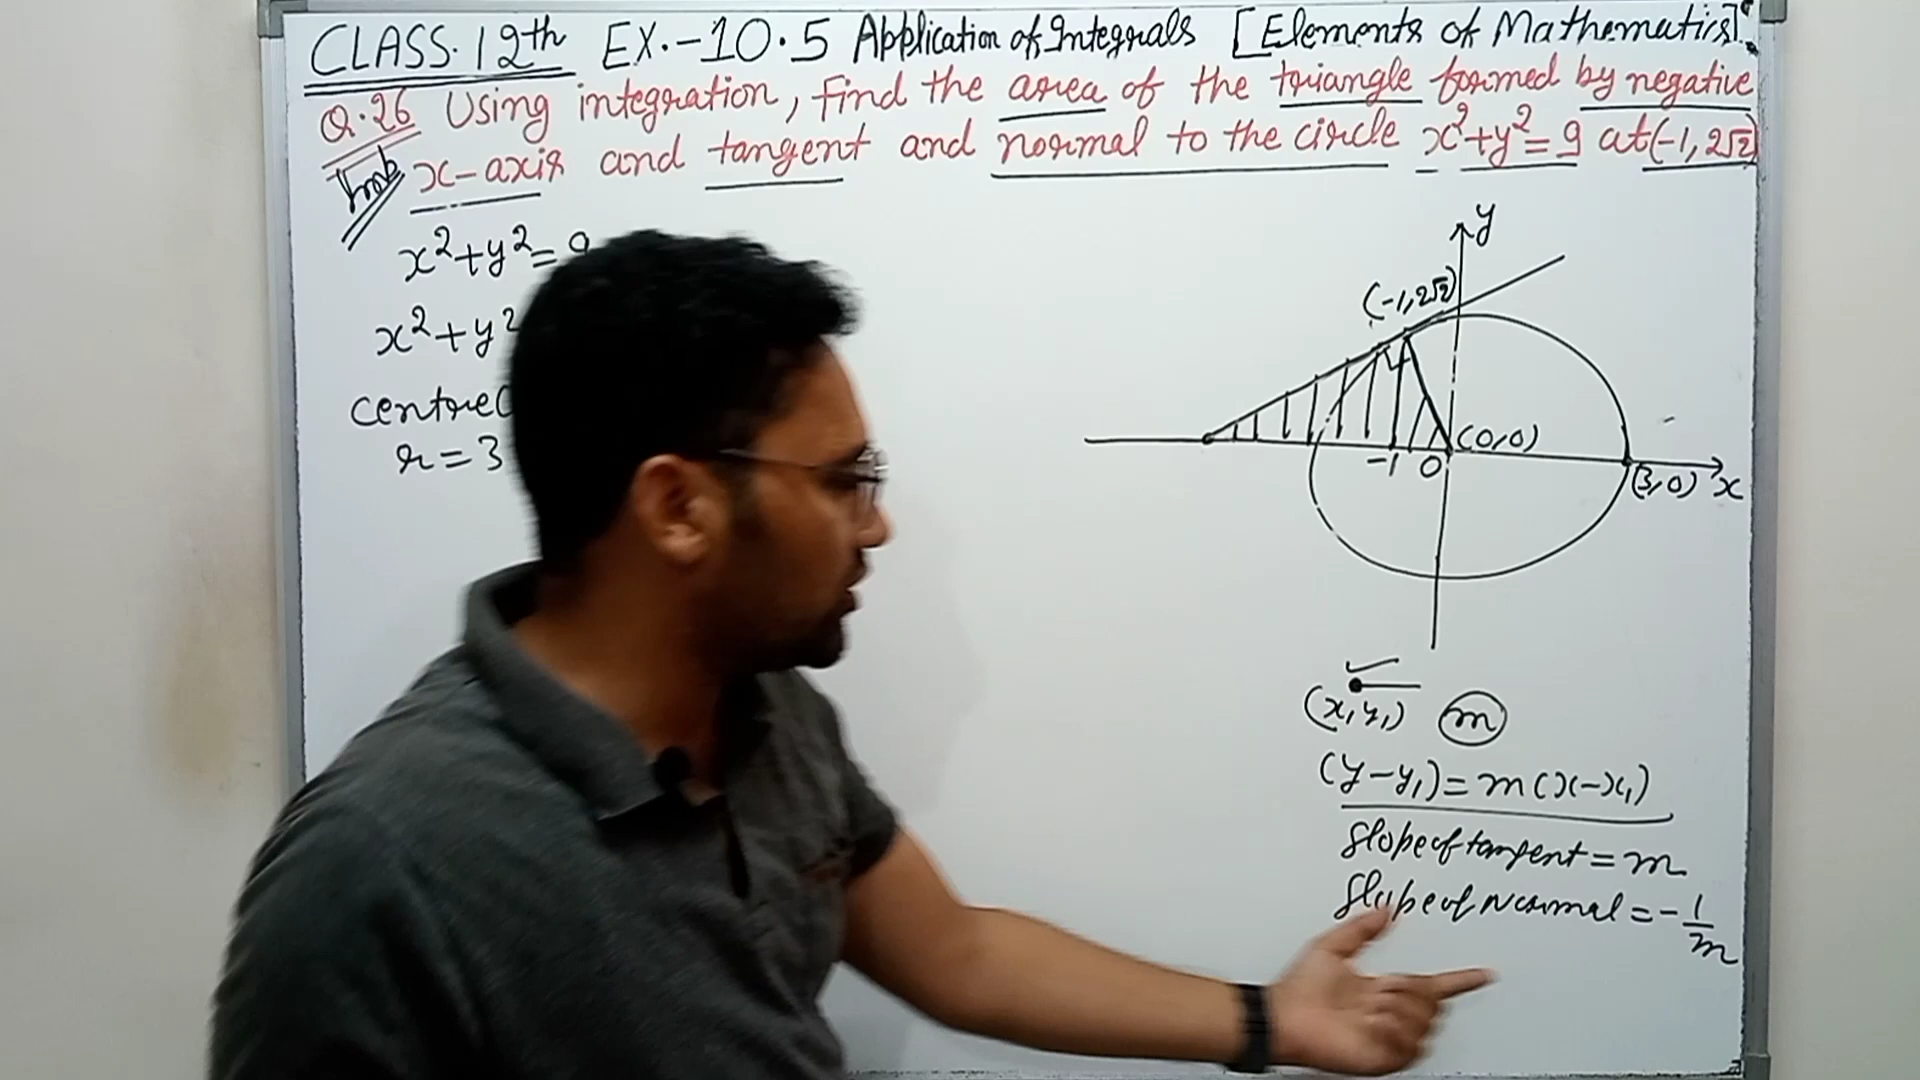 CLASS. 12th EX.-10.5 Application of Integrals [Elements of Mathematics]
Q.26 Using integration, Find the area of the triangle formed by negative
Imp x-axis and tangent and normal to the circle x²+y²=9 at(-1, 2√2)
x²+y²=9
x²+y²
centre(
r=3
y
(-1, 2√2)
(0,0)
-1 0
(3,0) x
(x₁y₁) m
(y-y₁)=m(x-x₁)
Slope of tangent = m
Slope of Normal = -1/m